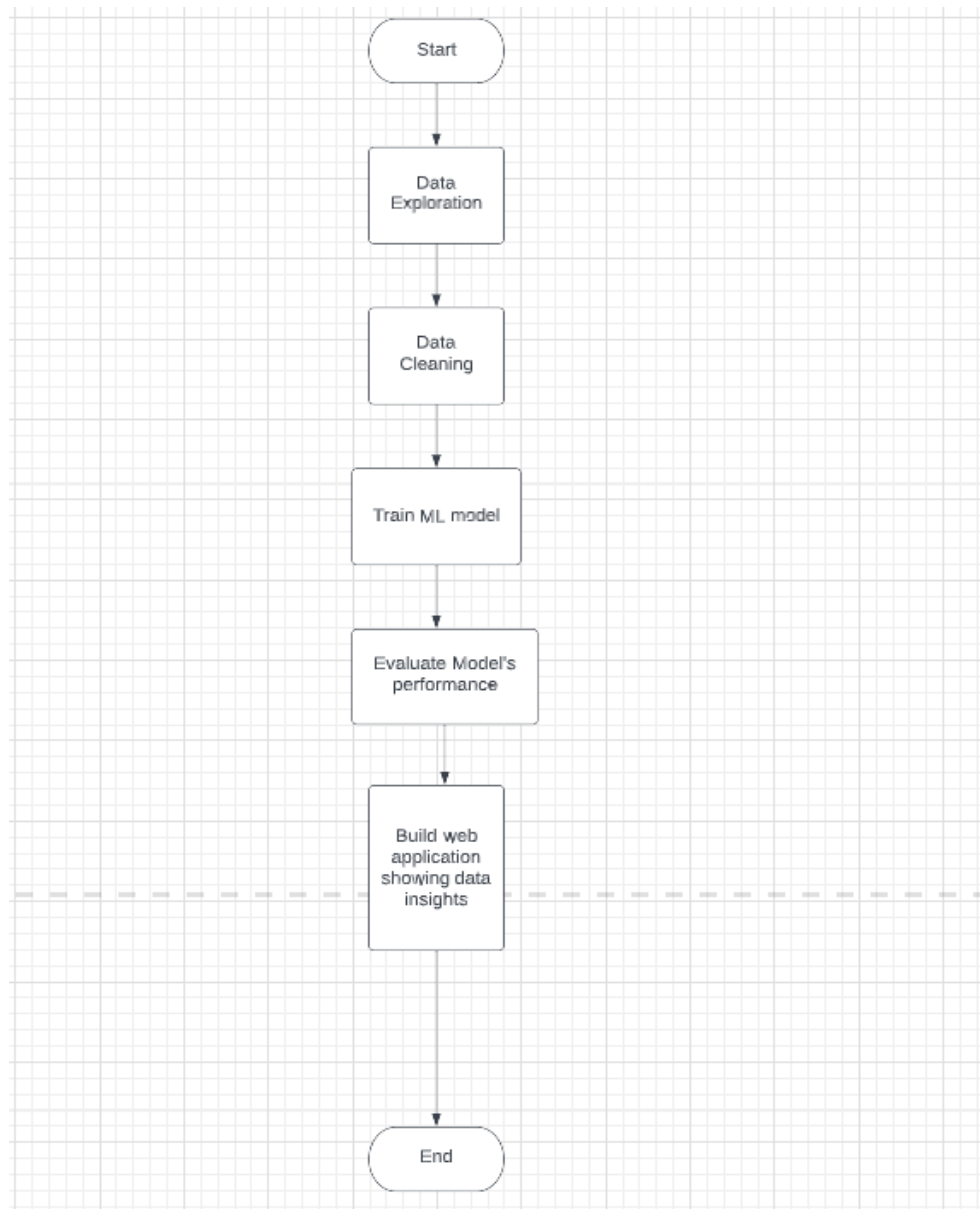 Start
Data
Exploration
Data
Cleaning
Train ML model
Evaluate Model's
performance
Build web
application
showing data
insights
End